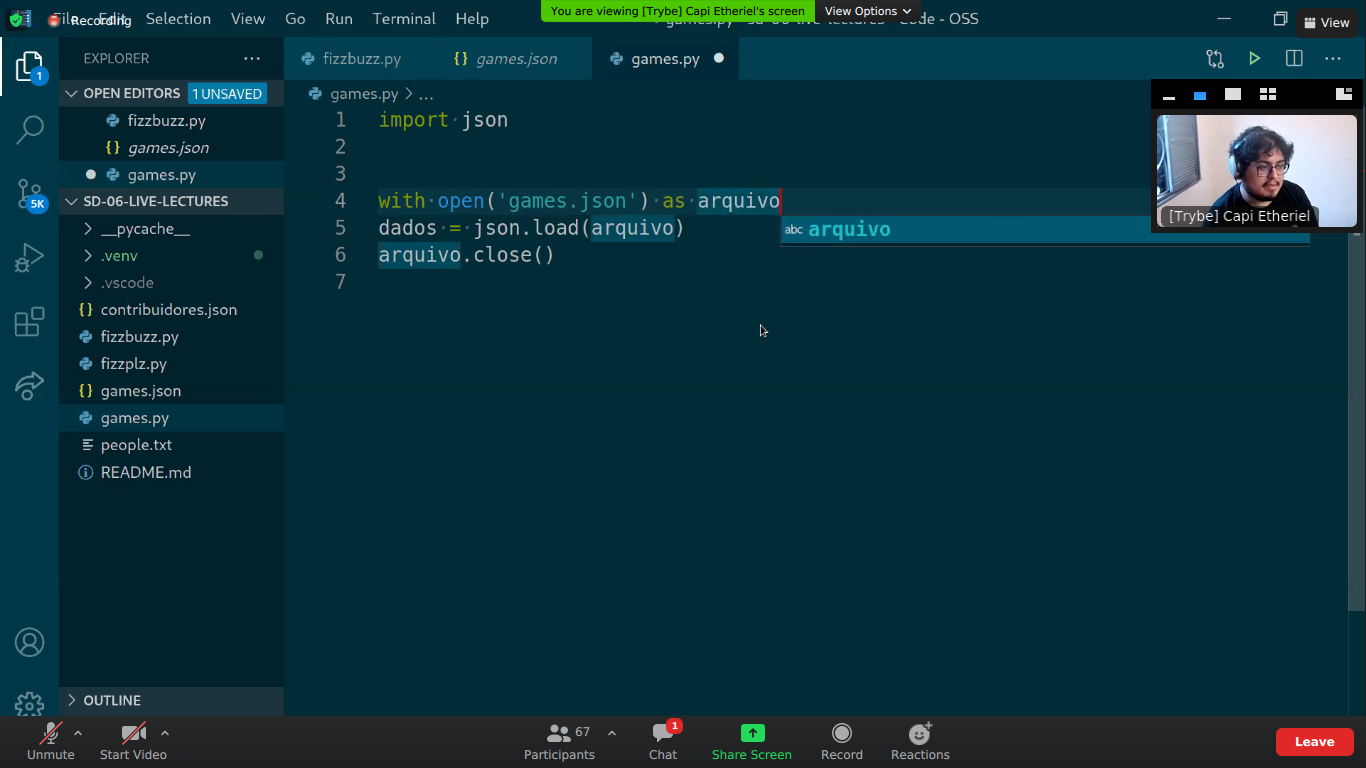 File Edit Selection View Go Run Terminal Help
Recording
You are viewing [Trybe] Capi Etheriel's screen
View Options
games.py - sd-06-live-lectures - Code - OSS
View
1
EXPLORER
OPEN EDITORS 1 UNSAVED
fizzbuzz.py
{} games.json
games.py
SD-06-LIVE-LECTURES
5K
__pycache__
.venv
.vscode
{} contribuidores.json
fizzbuzz.py
fizzplz.py
{} games.json
games.py
people.txt
README.md
OUTLINE
fizzbuzz.py
{} games.json
games.py
games.py > ...
1 import json
2
3
4 with open('games.json') as arquivo
5 dados = json.load(arquivo)
6 arquivo.close()
7
abc arquivo
[Trybe] Capi Etheriel
Unmute
Start Video
67
Participants
1
Chat
Share Screen
Record
Reactions
Leave